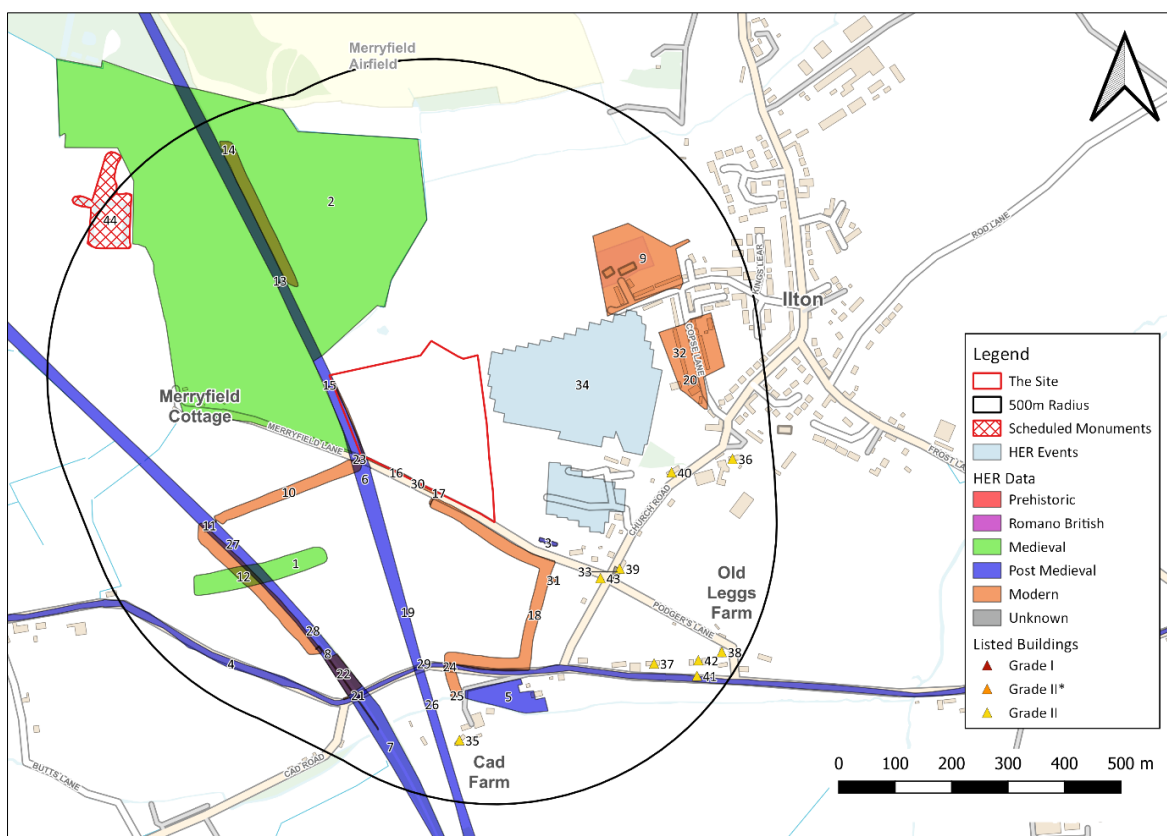 Merryfield
Airfield
14
2
44
13
9
KINGS LEAR
ROD LANE
Ilton
COPSE LANE
32
20
34
15
Merryfield
Cottage
MERRYFIELD LANE
23
6
16
30
17
10
40
36
FROST LA
CHURCH ROAD
11
27
1
12
3
33
39
43
31
Old
Leggs
Farm
PODGER'S LANE
18
19
28
8
22
4
21
29
24
25
26
5
37
42
38
41
7
35
Cad
Farm
CAD ROAD
BUTTS LANE
Legend
The Site
500m Radius
Scheduled Monuments
HER Events
HER Data
Prehistoric
Romano British
Medieval
Post Medieval
Modern
Unknown
Listed Buildings
Grade I
Grade II*
Grade II
0 100 200 300 400 500 m